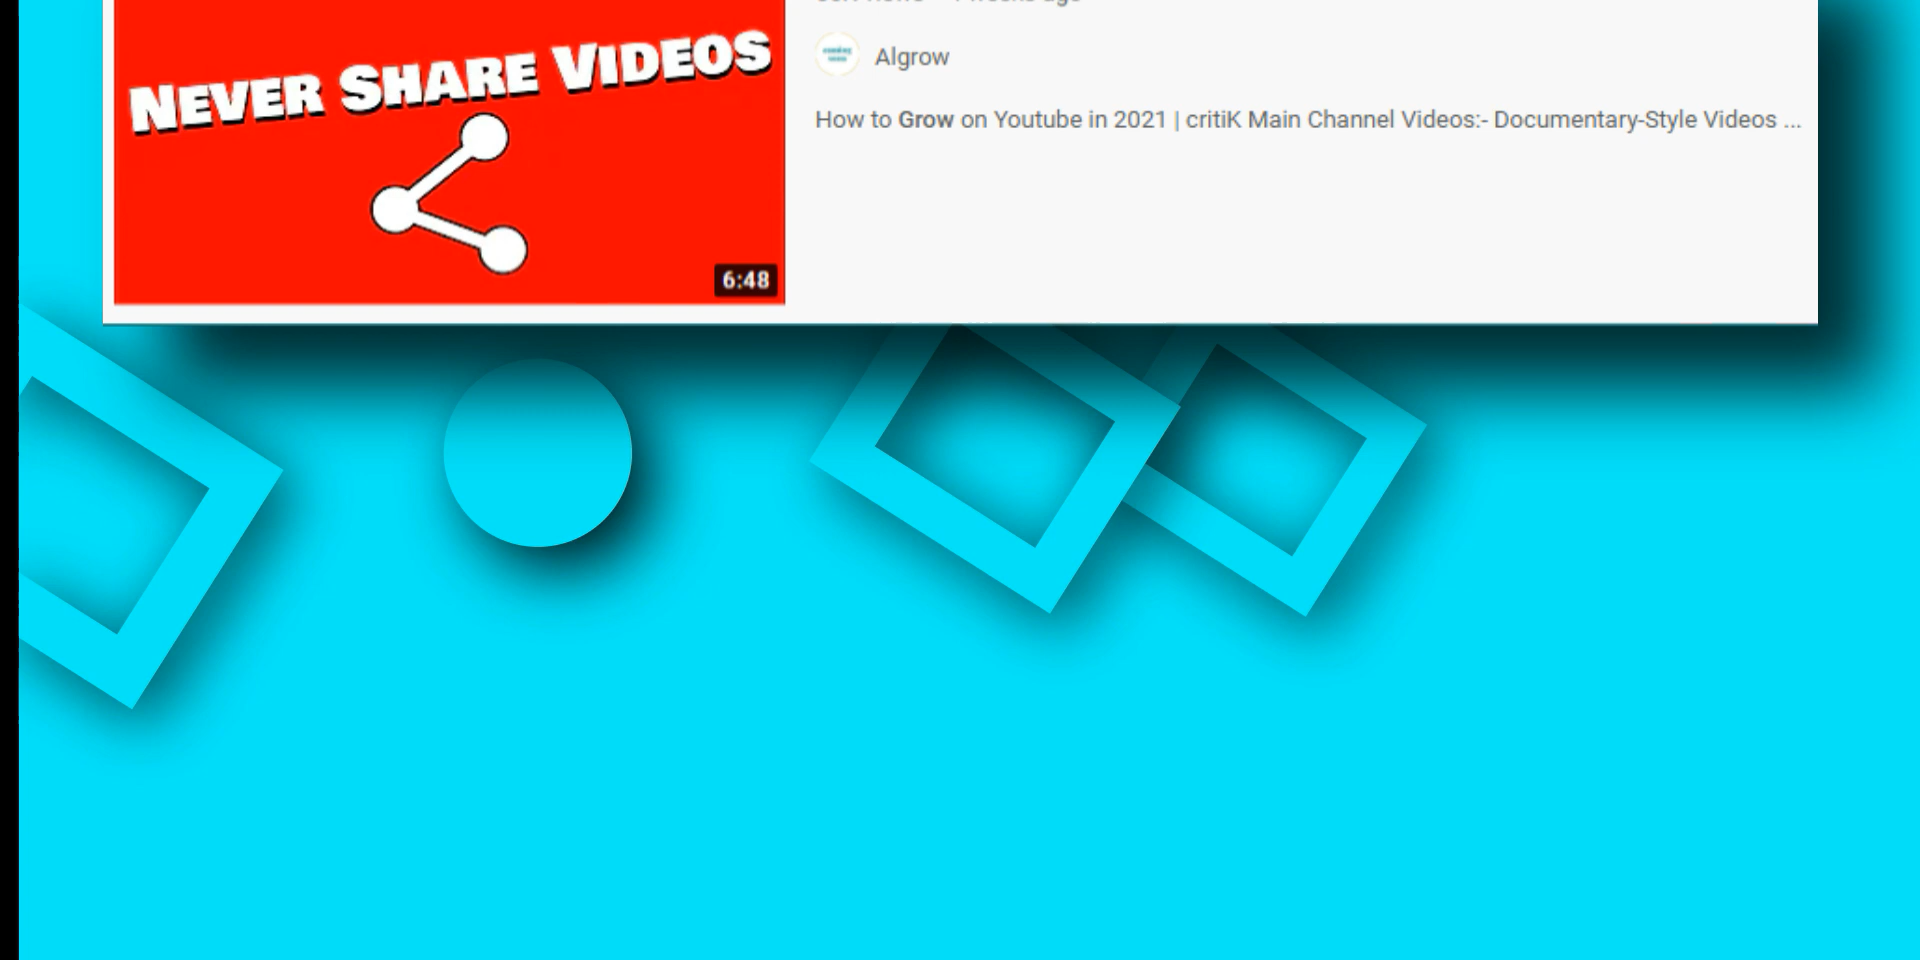 NEVER SHARE VIDEOS
6:48
Algrow
How to Grow on Youtube in 2021 | critiK Main Channel Videos:- Documentary-Style Videos ...